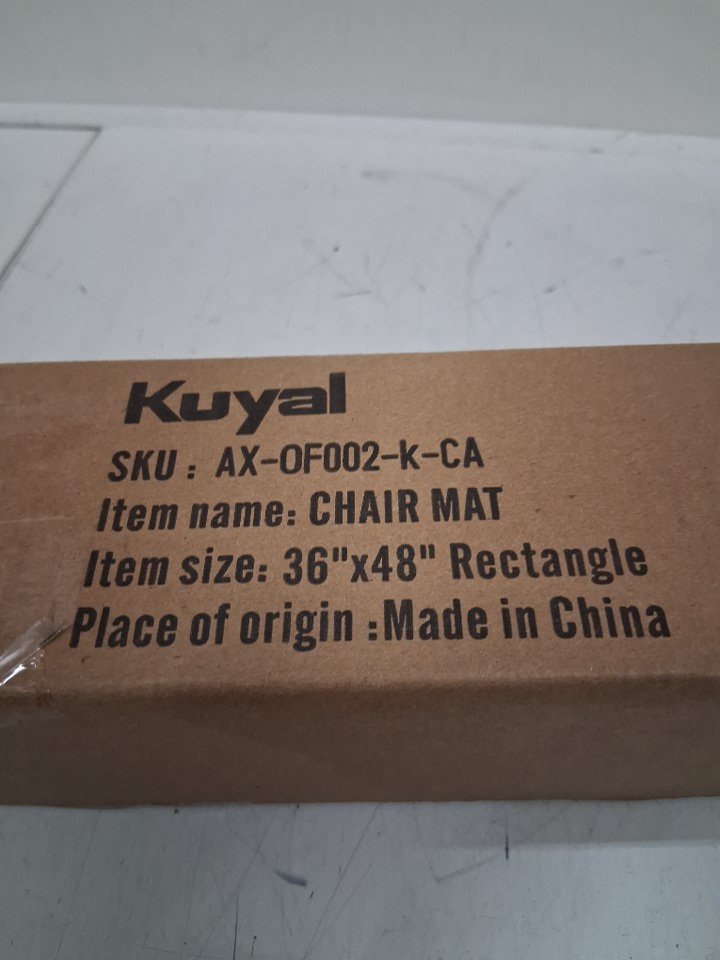 Kuyal
SKU : AX-OF002-K-CA
Item name: CHAIR MAT
Item size: 36"x48" Rectangle
Place of origin :Made in China